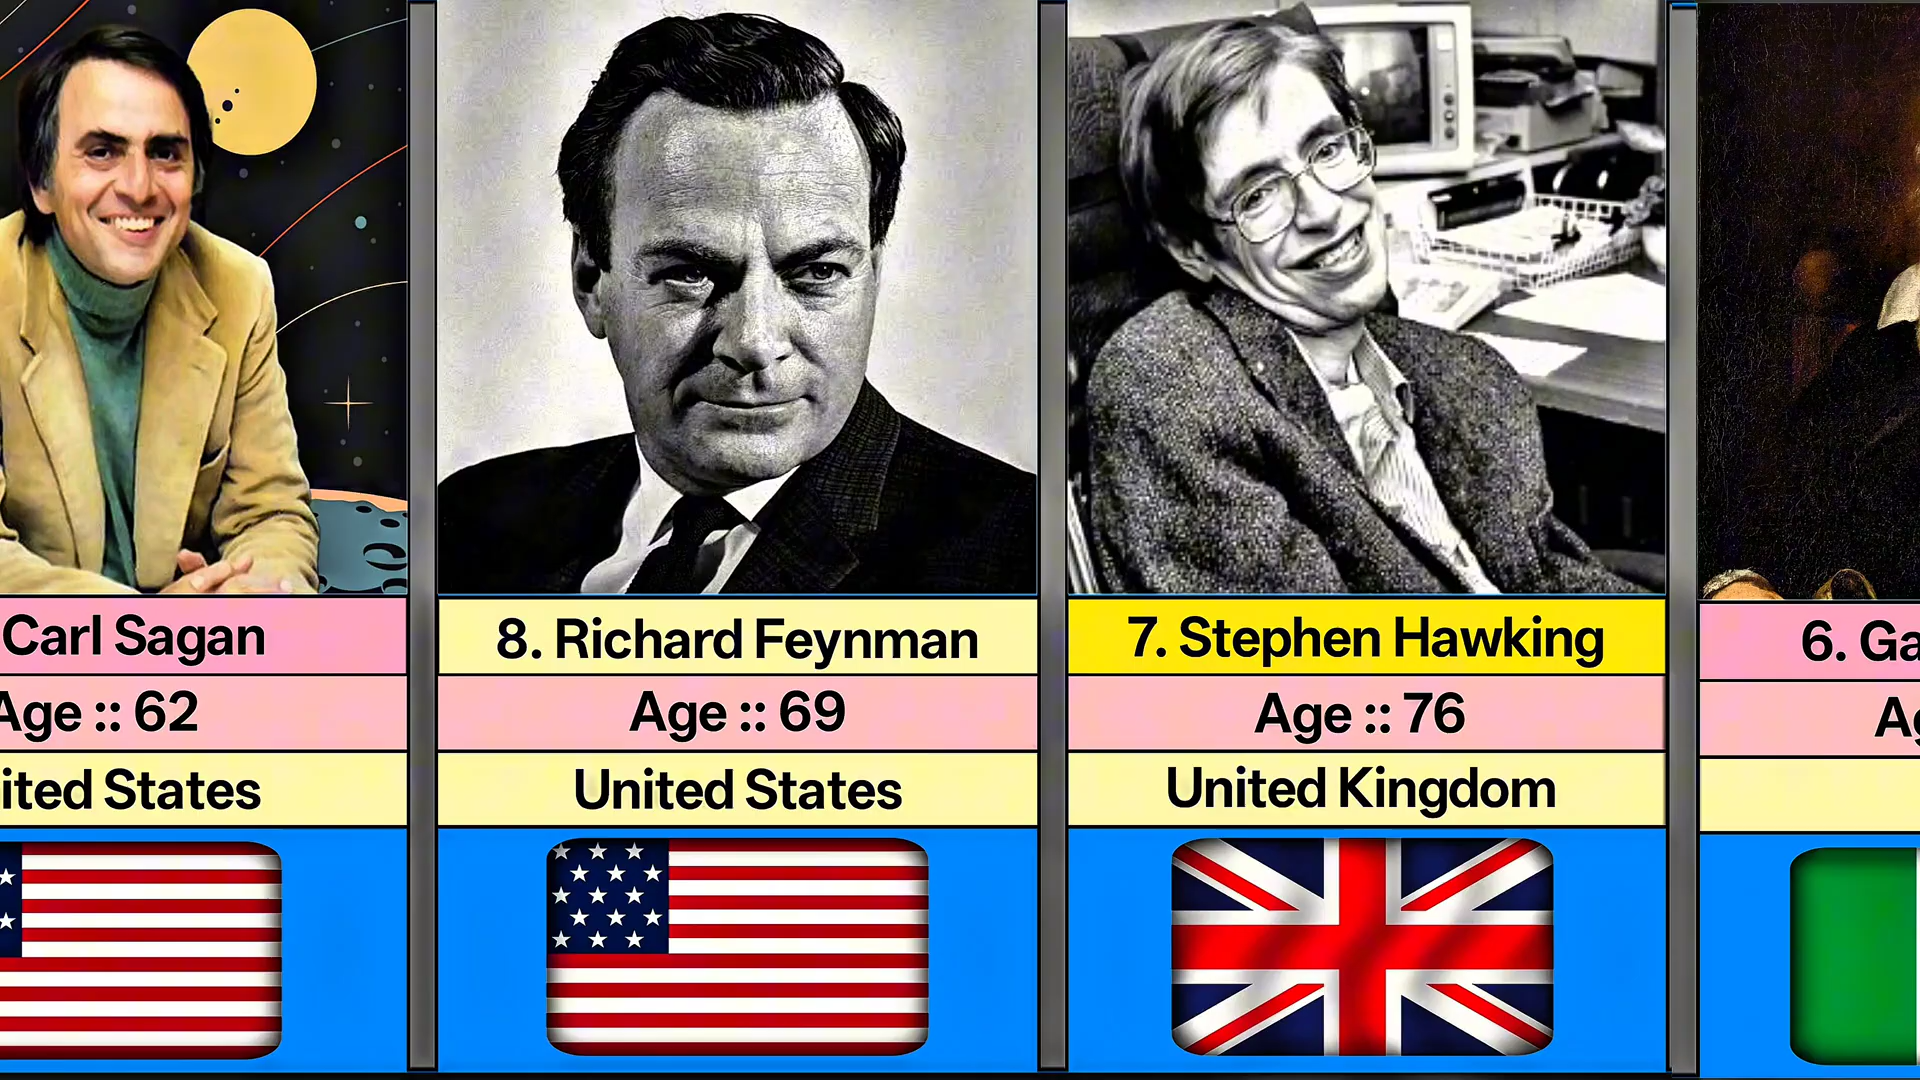 Carl Sagan
Age :: 62
ited States
8. Richard Feynman
Age :: 69
United States
7. Stephen Hawking
Age :: 76
United Kingdom
6. Ga
Ag